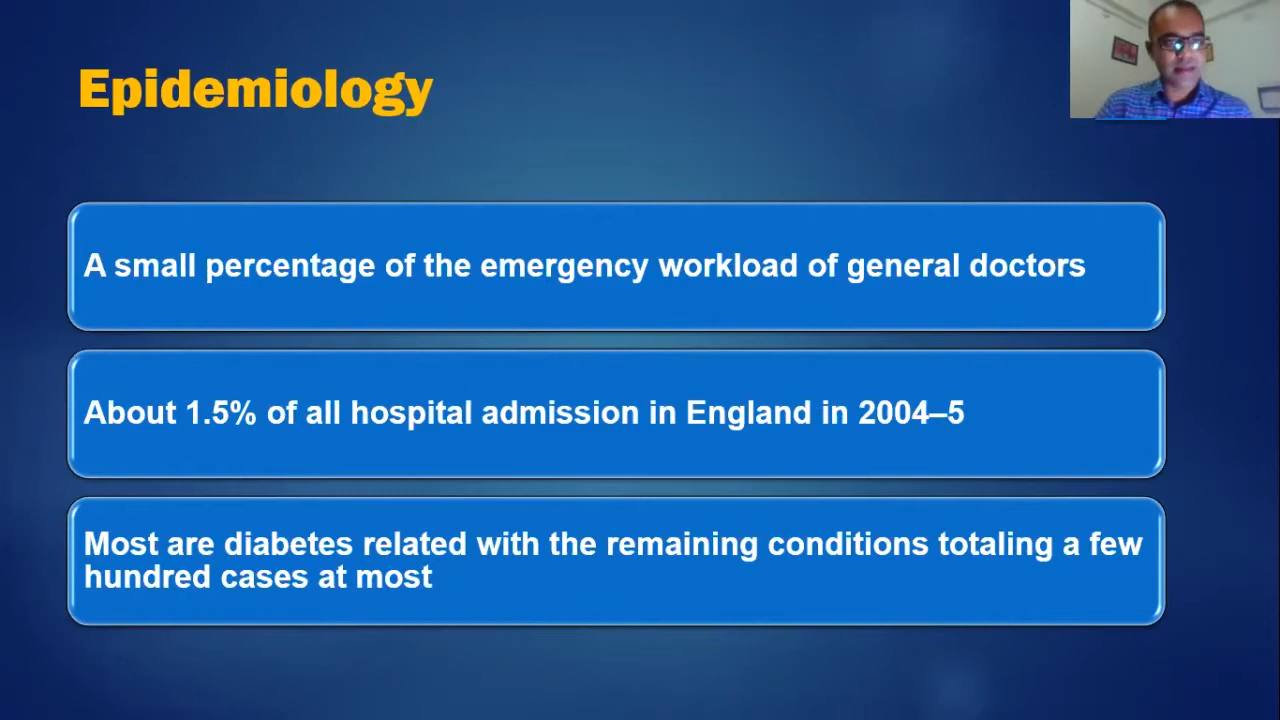 Epidemiology
A small percentage of the emergency workload of general doctors
About 1.5% of all hospital admission in England in 2004–5
Most are diabetes related with the remaining conditions totaling a few
hundred cases at most